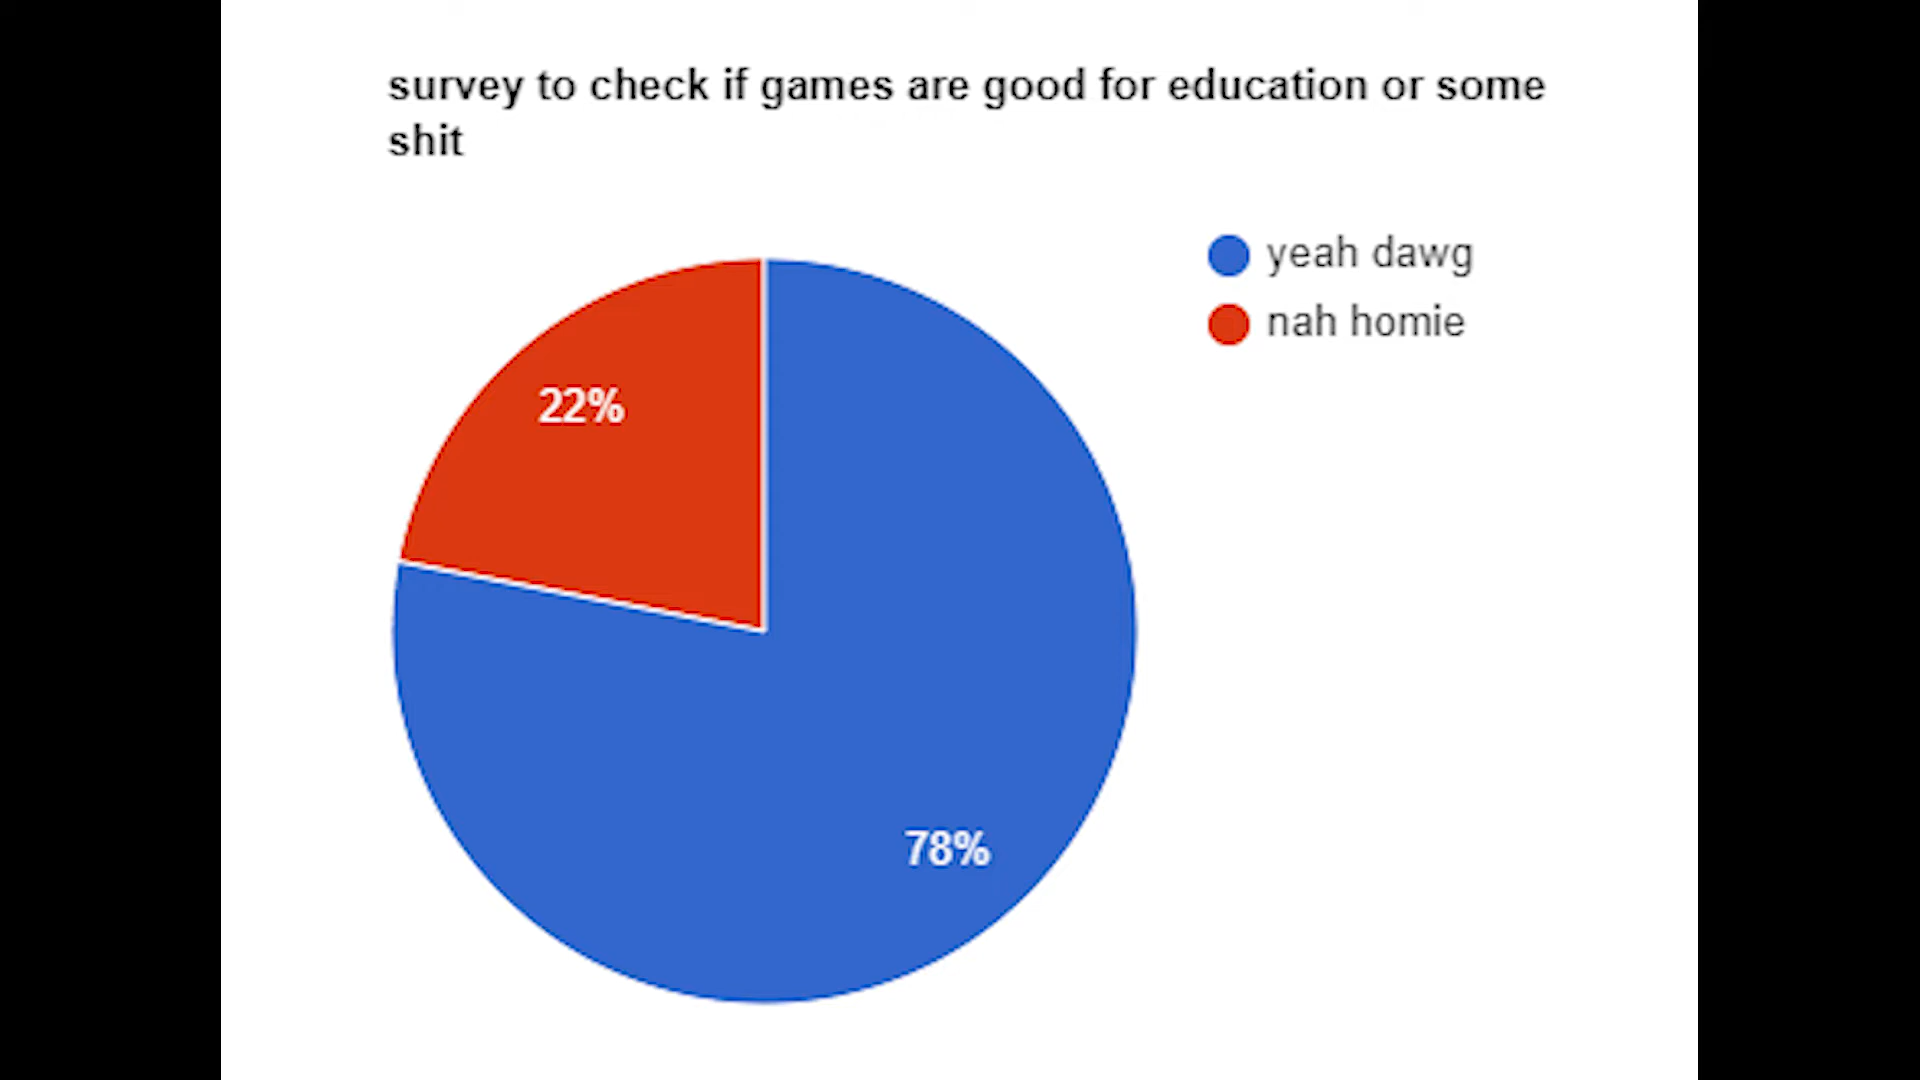 survey to check if games are good for education or some
shit
yeah dawg
nah homie
22%
78%